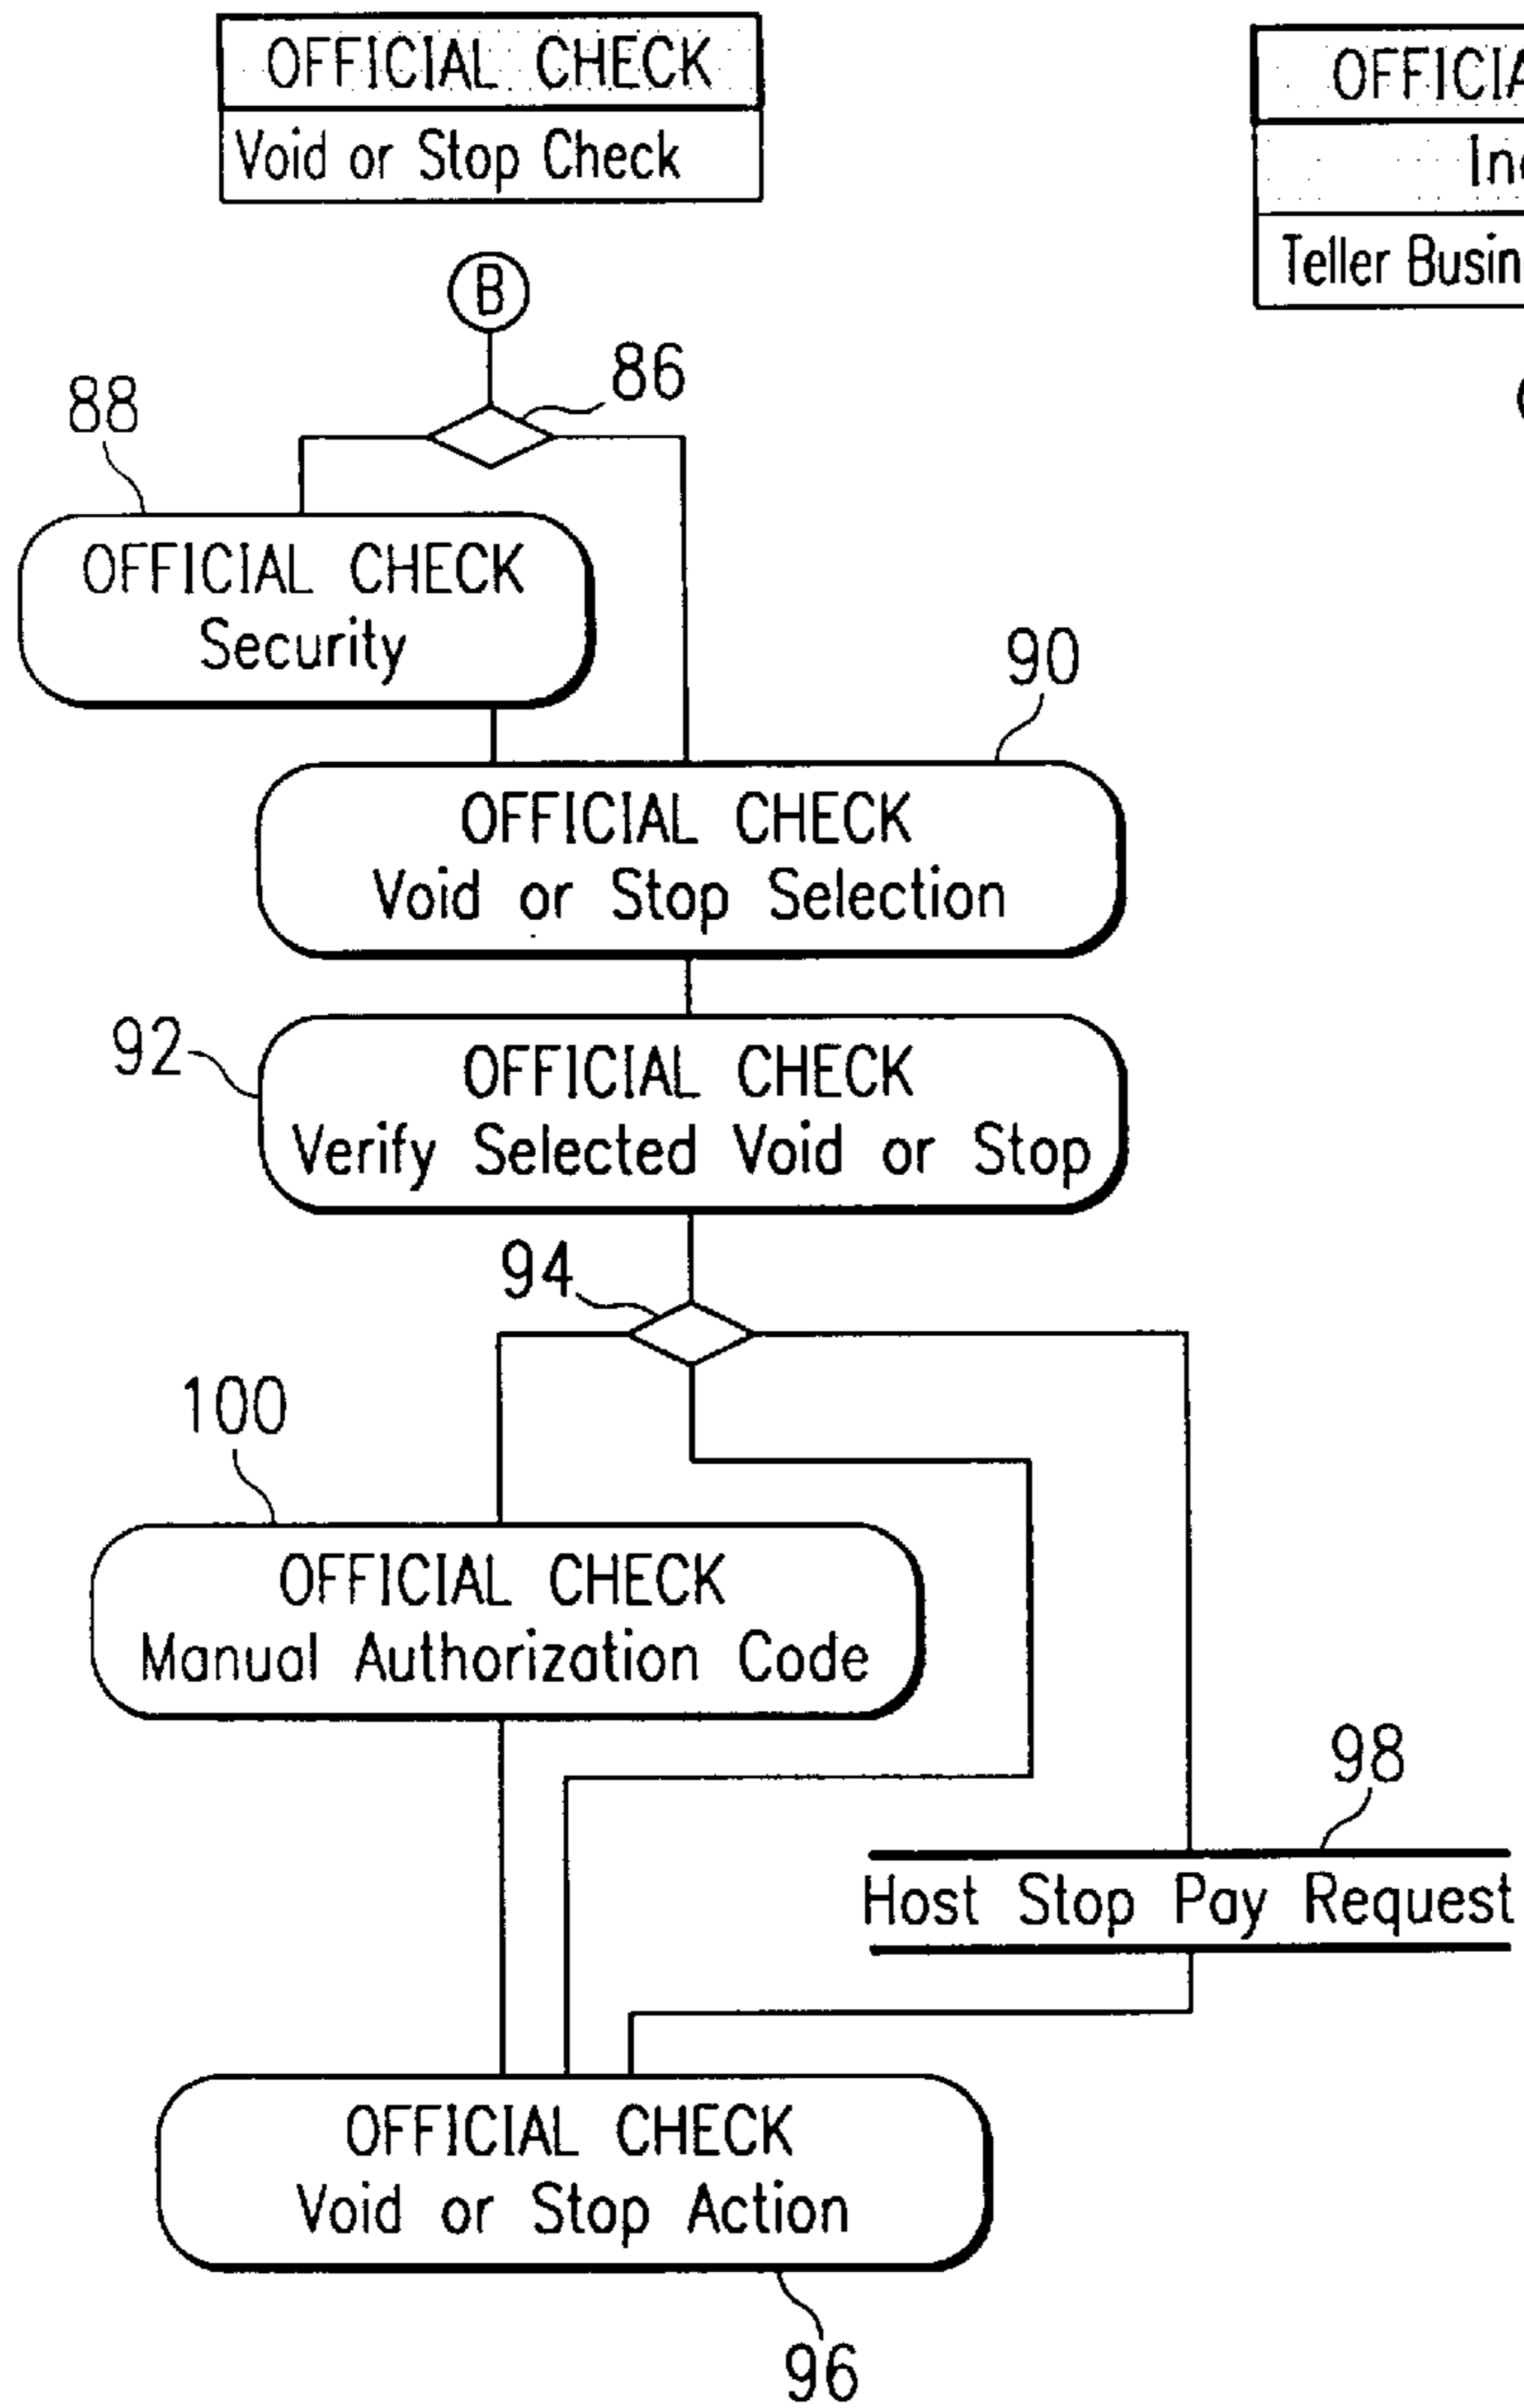 OFFICIAL CHECK
Void or Stop Check
Teller
B
86
88
OFFICIAL CHECK
Security
90
OFFICIAL CHECK
Void or Stop Selection
92
OFFICIAL CHECK
Verify Selected Void or Stop
94
100
OFFICIAL CHECK
Manual Authorization Code
98
Host Stop Pay Request
OFFICIAL CHECK
Void or Stop Action
96